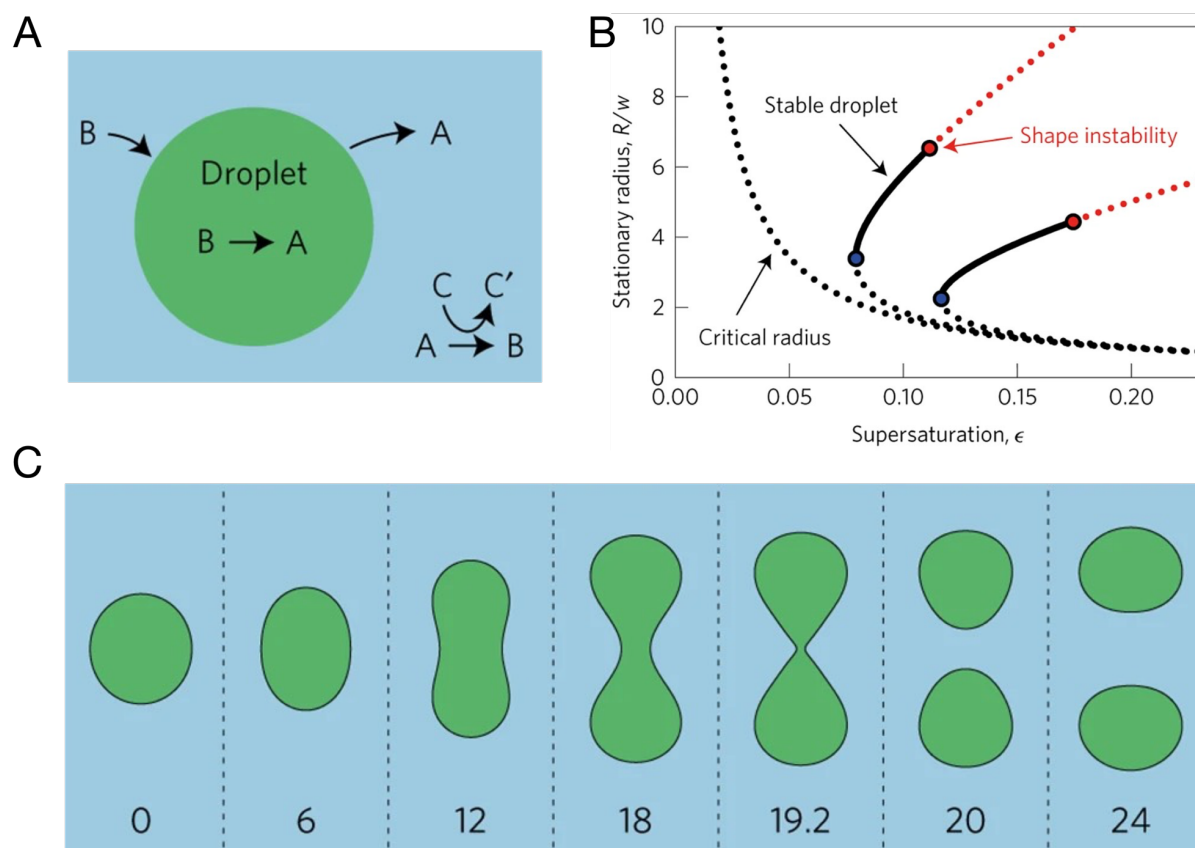 A
B
A
Droplet
B → A
C C′
A → B
B
10
8
6
4
2
0
0.00 0.05 0.10 0.15 0.20
Stationary radius, R/w
Supersaturation, ϵ
Stable droplet
Shape instability
Critical radius
C
0 6 12 18 19.2 20 24